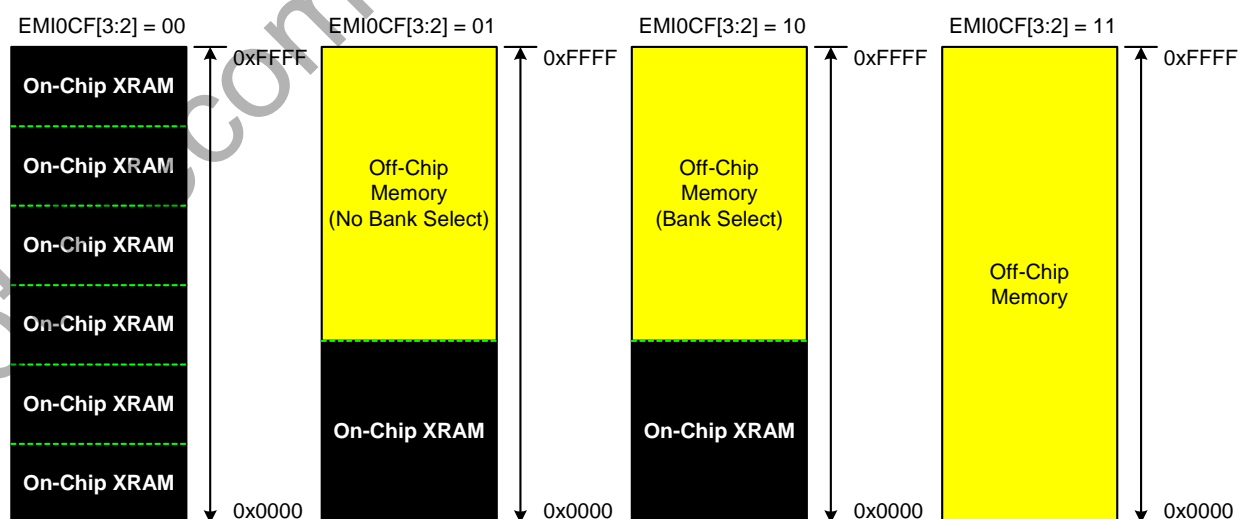 EMI0CF[3:2] = 00
On-Chip XRAM
On-Chip XRAM
On-Chip XRAM
On-Chip XRAM
On-Chip XRAM
On-Chip XRAM
0xFFFF
0x0000
EMI0CF[3:2] = 01
Off-Chip
Memory
(No Bank Select)
On-Chip XRAM
0xFFFF
0x0000
EMI0CF[3:2] = 10
Off-Chip
Memory
(Bank Select)
On-Chip XRAM
0xFFFF
0x0000
EMI0CF[3:2] = 11
Off-Chip
Memory
0xFFFF
0x0000